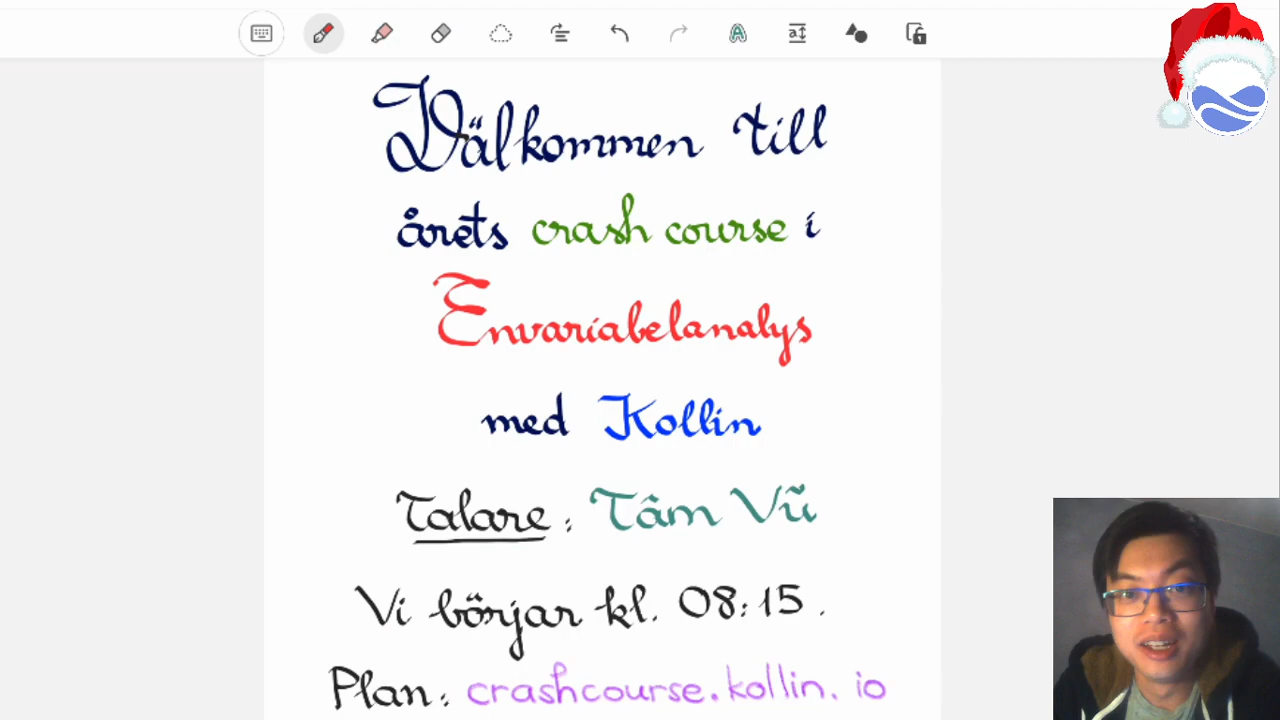 Välkommen till
årets crash course i
Envariabelanalys
med Kollin
Talare: Tâm Vũ
Vi börjar kl. 08:15.
Plan: crashcourse.kollin.io